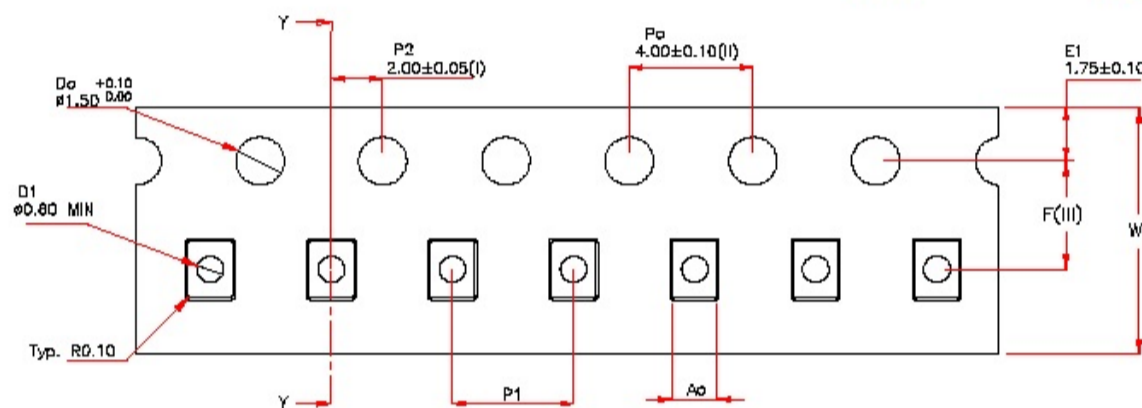 Y
P2
2.00±0.05(I)
Po
4.00±0.10(II)
E1
1.75±0.10
Do +0.10
ø1.50 0.00
D1
ø0.80 MIN
F(III)
W
Typ. R0.10
P1
Ao
Y